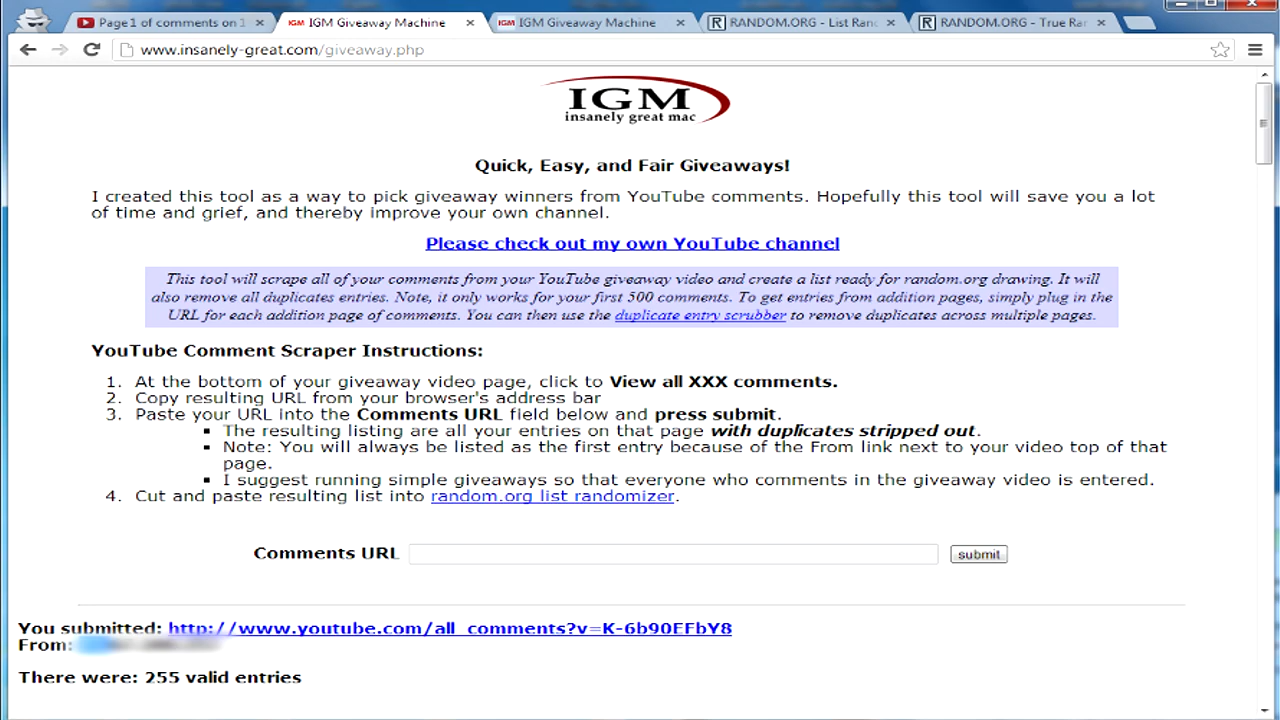 Page 1 of comments on 1
IGM Giveaway Machine
IGM Giveaway Machine
RANDOM.ORG - List Ran
RANDOM.ORG - True Ra
www.insanely-great.com/giveaway.php
IGM
insanely great mac
Quick, Easy, and Fair Giveaways!
I created this tool as a way to pick giveaway winners from YouTube comments. Hopefully this tool will save you a lot
of time and grief, and thereby improve your own channel.
Please check out my own YouTube channel
This tool will scrape all of your comments from your YouTube giveaway video and create a list ready for random.org drawing. It will
also remove all duplicates entries. Note, it only works for your first 500 comments. To get entries from addition pages, simply plug in the
URL for each addition page of comments. You can then use the duplicate entry scrubber to remove duplicates across multiple pages.
YouTube Comment Scraper Instructions:
1. At the bottom of your giveaway video page, click to View all XXX comments.
2. Copy resulting URL from your browser's address bar
3. Paste your URL into the Comments URL field below and press submit.
▪ The resulting listing are all your entries on that page with duplicates stripped out.
▪ Note: You will always be listed as the first entry because of the From link next to your video top of that
page.
▪ I suggest running simple giveaways so that everyone who comments in the giveaway video is entered.
4. Cut and paste resulting list into random.org list randomizer.
Comments URL submit
You submitted: http://www.youtube.com/all_comments?v=K-6b90EFbY8
From:
There were: 255 valid entries